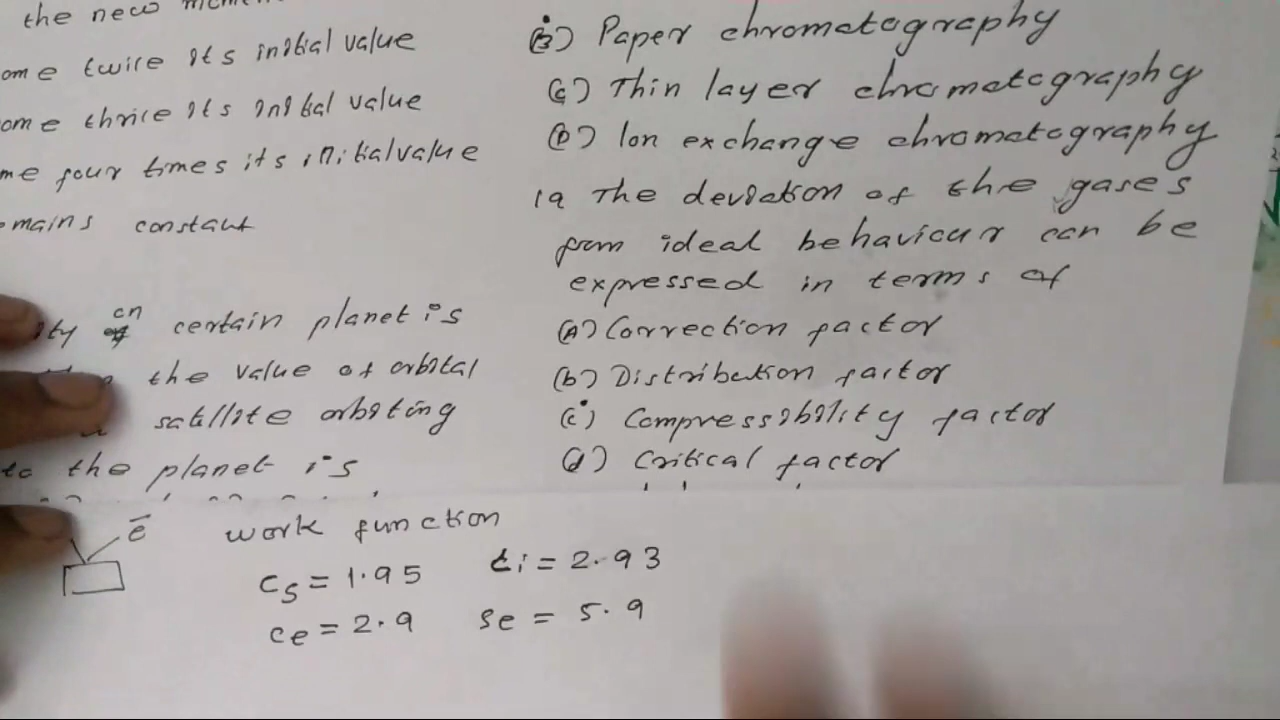 the new
ome twice its initial value
ome thrice its initial value
me four times its initial value
mains constant
ity of on certain planet is
the value of orbital
satellite orbiting
to the planet is
(B) Paper chromatography
(C) Thin layer chromatography
(D) Ion exchange chromatography
19 The deviation of the gases
from ideal behaviour can be
expressed in terms of
(A) Correction factor
(b) Distribution factor
(c) Compressibility factor
(d) Critical factor
e̅ work function
Cs = 1.95 Li = 2.93
Ce = 2.9 Se = 5.9